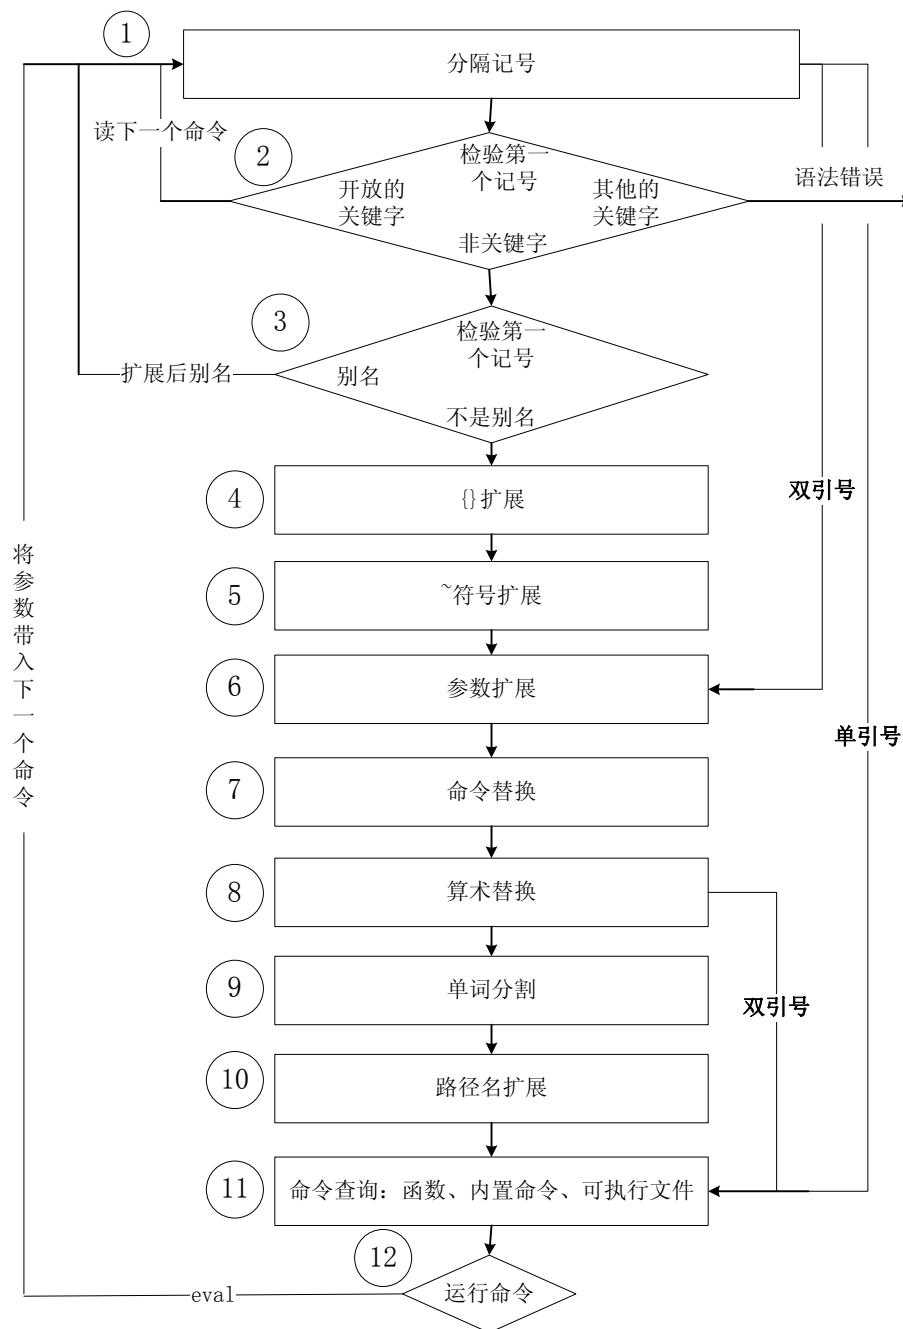 1
分隔记号
读下一个命令
2
检验第一
个记号
开放的
关键字
其他的
关键字
非关键字
语法错误
3
检验第一
个记号
扩展后别名
别名
不是别名
4
{}扩展
双引号
5
~符号扩展
将参数带入下一个命令
6
参数扩展
单引号
7
命令替换
8
算术替换
9
单词分割
双引号
10
路径名扩展
11
命令查询：函数、内置命令、可执行文件
12
运行命令
eval